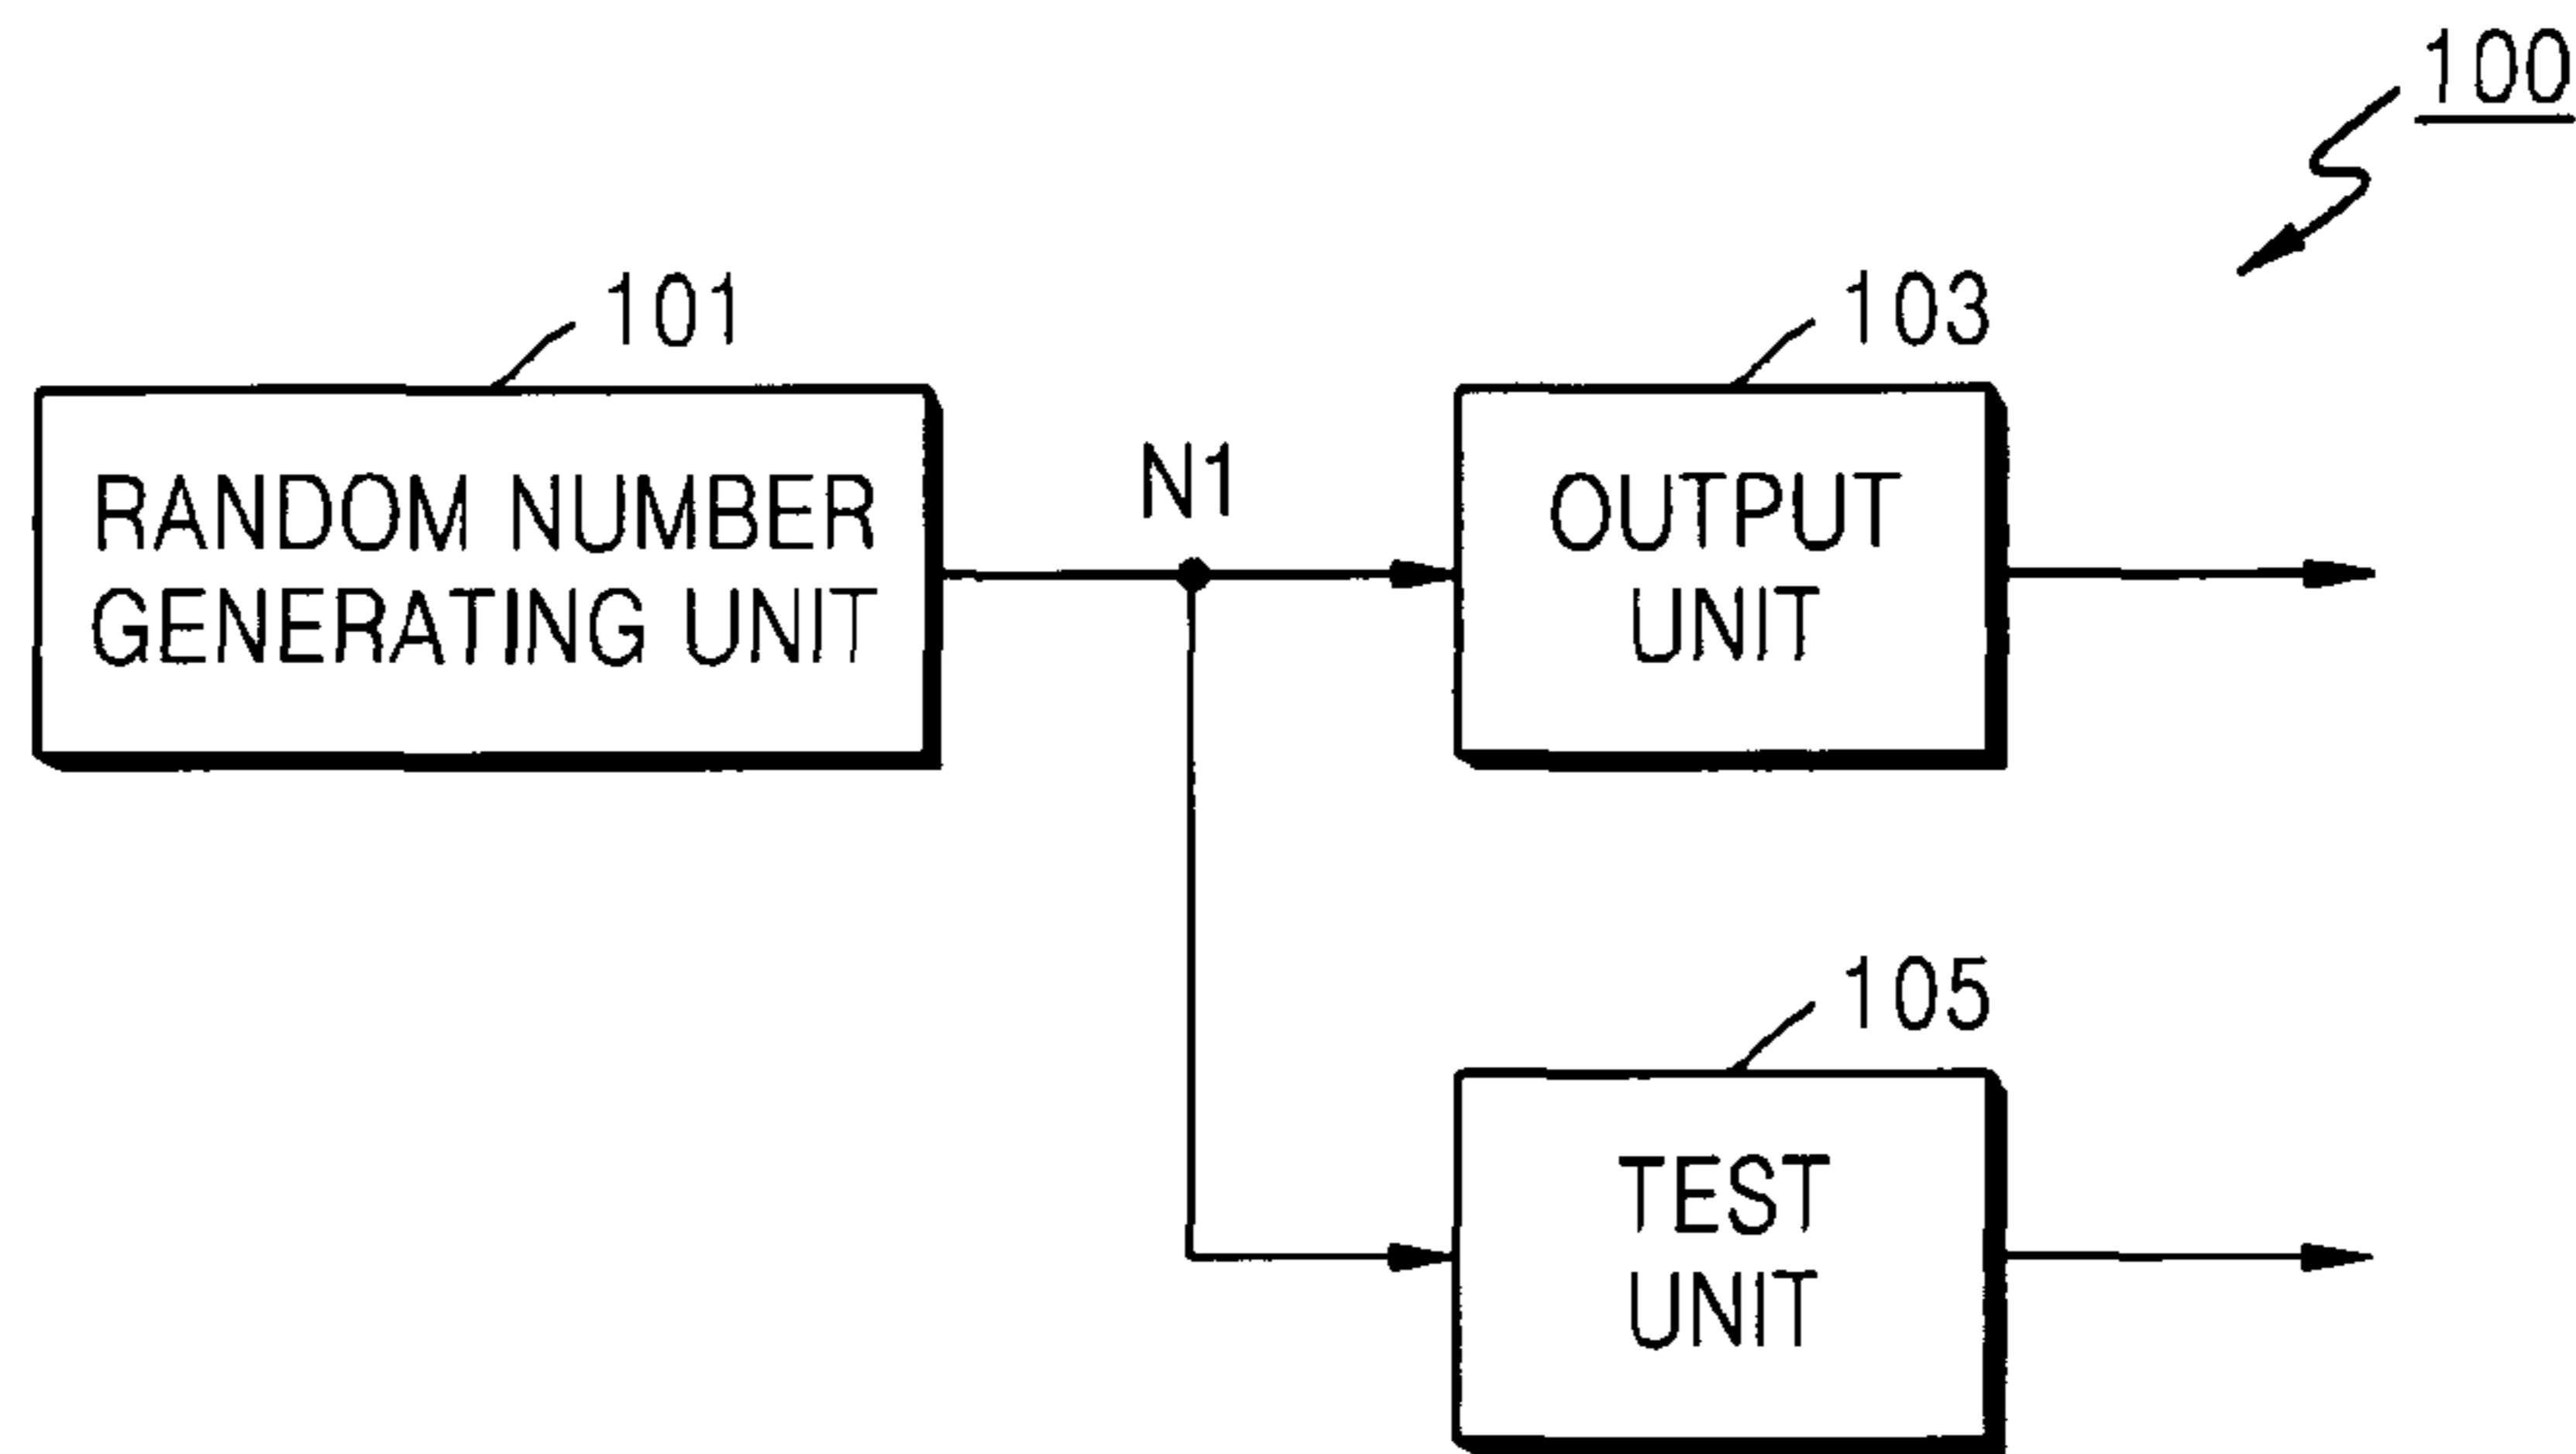 100
101
103
RANDOM NUMBER
GENERATING UNIT
N1
OUTPUT
UNIT
105
TEST
UNIT